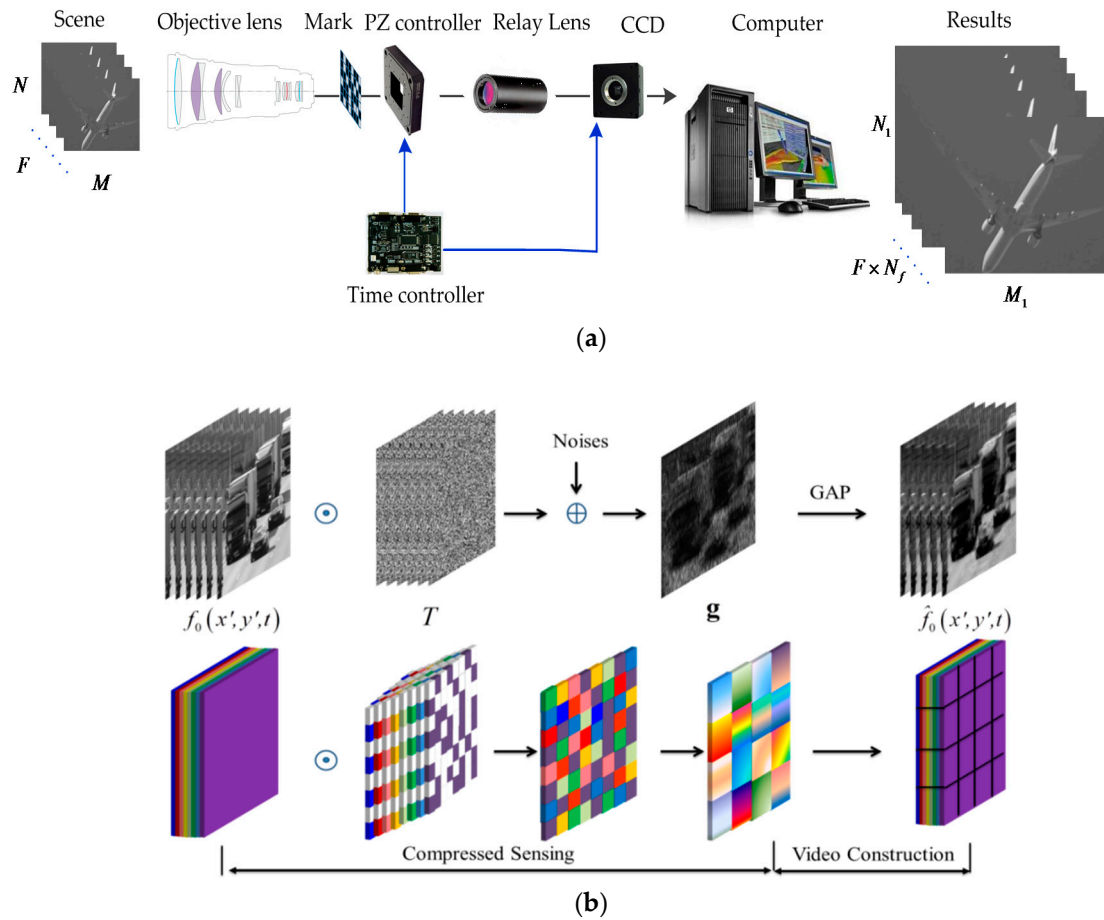 Scene Objective lens Mark PZ controller Relay Lens CCD Computer Results
N
F
M
N₁
F × N_f
M₁
Time controller
(a)
Noises
GAP
f₀(x′, y′,t)
T
g
f̂₀(x′, y′,t)
Compressed Sensing
Video Construction
(b)